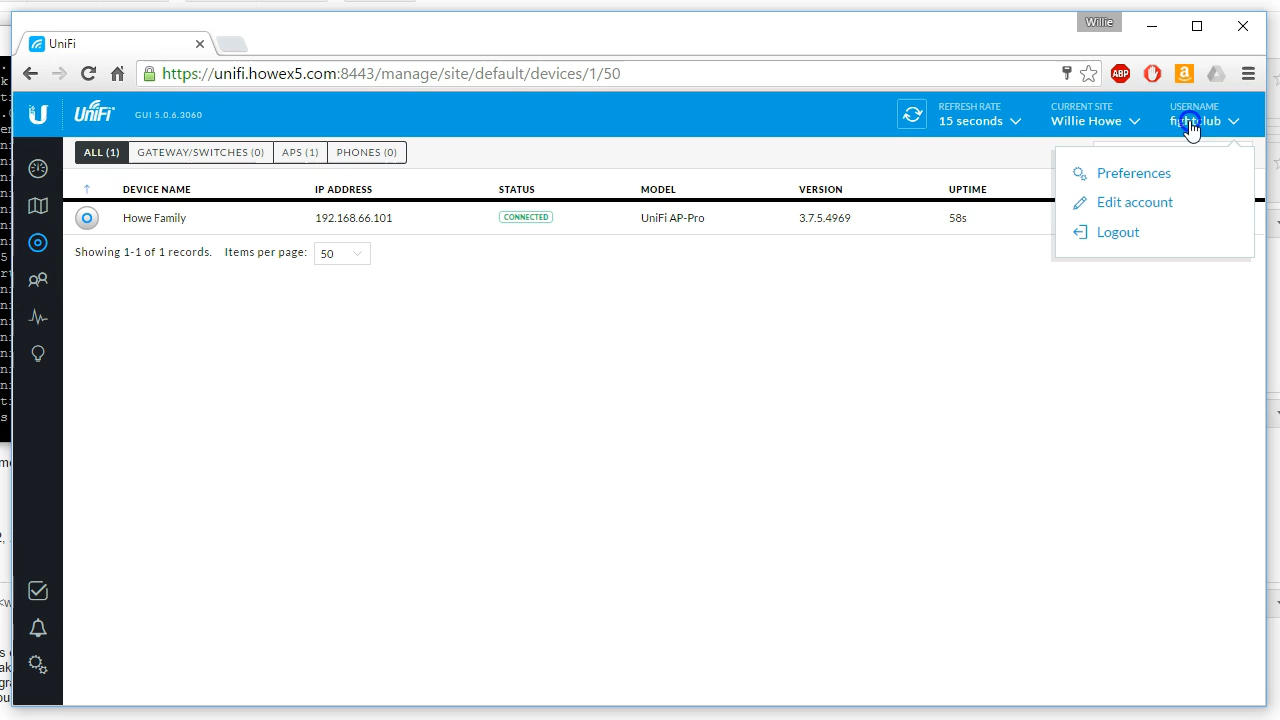 Willie
UniFi
https://unifi.howex5.com:8443/manage/site/default/devices/1/50
ABP
UniFi GUI 5.0.6.3060
REFRESH RATE
15 seconds
CURRENT SITE
Willie Howe
USERNAME
ALL (1) GATEWAY/SWITCHES (0) APS (1) PHONES (0)
Preferences
Edit account
Logout
DEVICE NAME IP ADDRESS STATUS MODEL VERSION UPTIME
Howe Family 192.168.66.101 CONNECTED UniFi AP-Pro 3.7.5.4969 58s
Showing 1-1 of 1 records. Items per page: 50